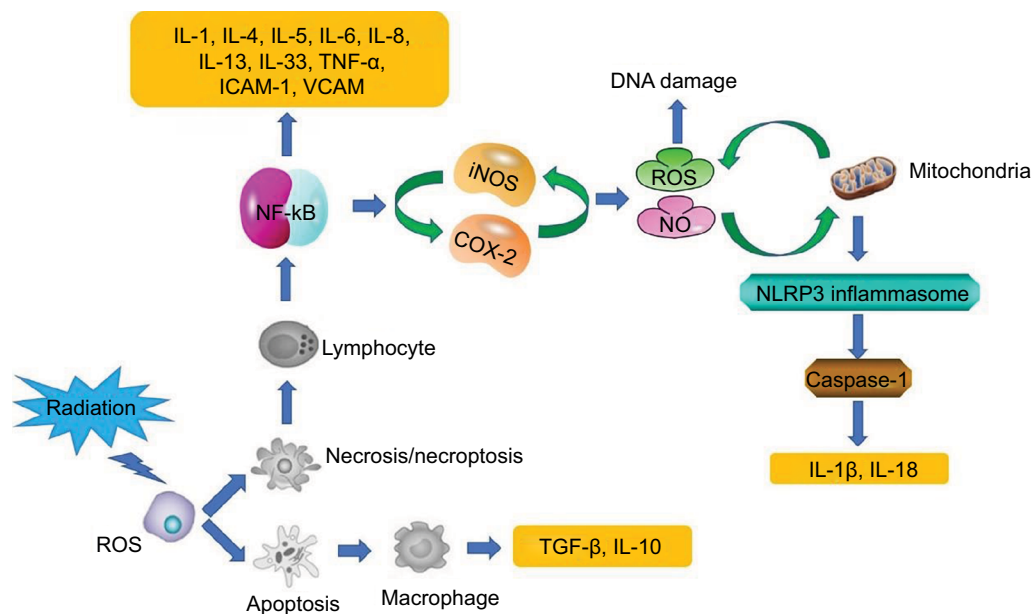 IL-1, IL-4, IL-5, IL-6, IL-8,
IL-13, IL-33, TNF-α,
ICAM-1, VCAM
DNA damage
iNOS
ROS
Mitochondria
NF-kB
COX-2
NO
NLRP3 inflammasome
Lymphocyte
Caspase-1
Radiation
Necrosis/necroptosis
IL-1β, IL-18
ROS
TGF-β, IL-10
Apoptosis
Macrophage